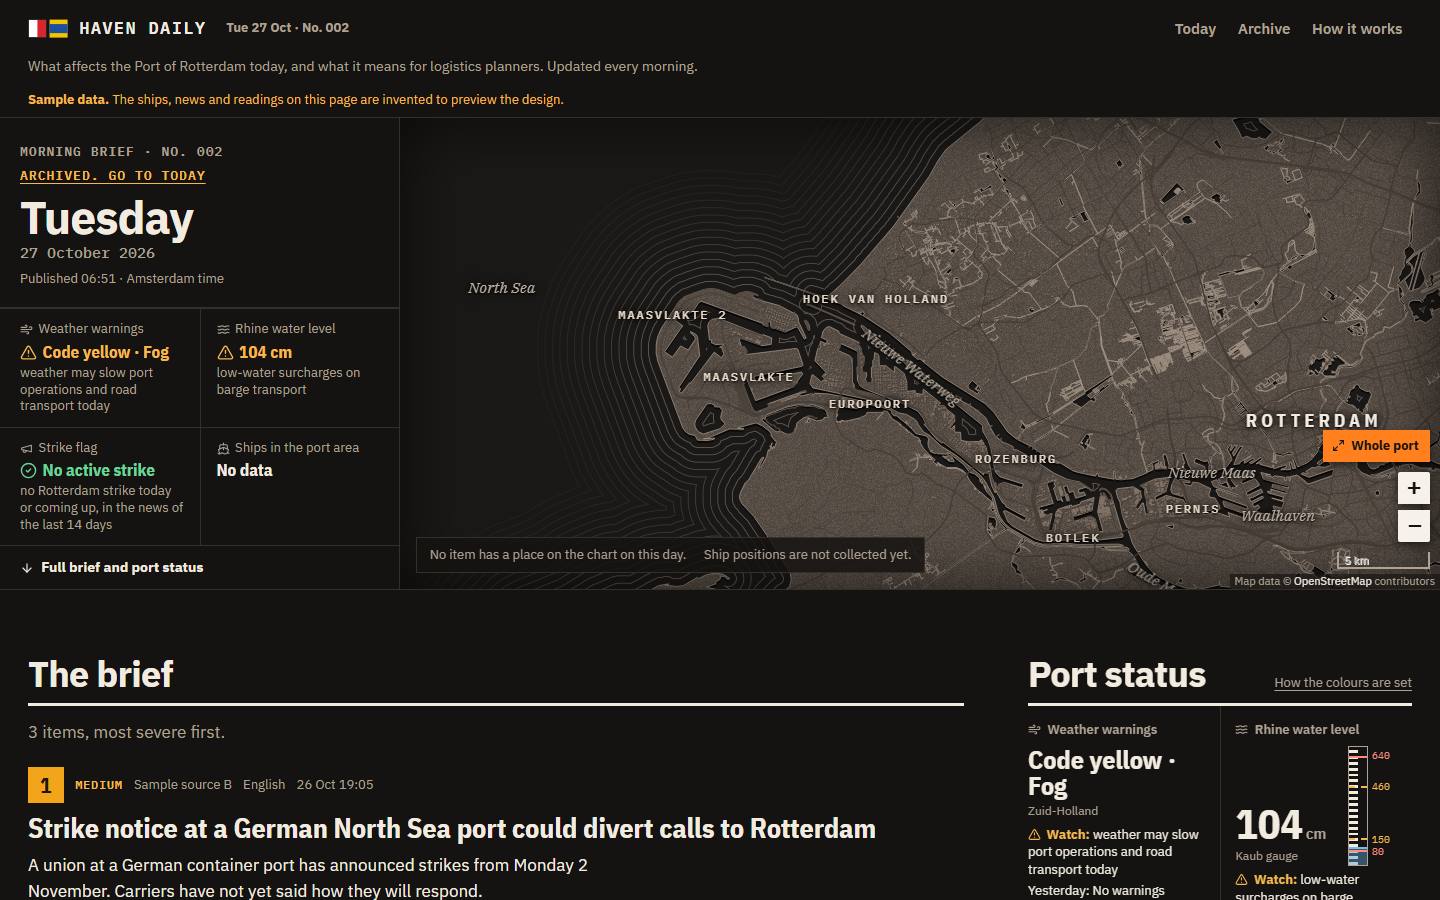 HAVEN DAILY
Tue 27 Oct · No. 002
Today
Archive
How it works
What affects the Port of Rotterdam today, and what it means for logistics planners. Updated every morning.
Sample data. The ships, news and readings on this page are invented to preview the design.
MORNING BRIEF · NO. 002
ARCHIVED. GO TO TODAY
Tuesday
27 October 2026
Published 06:51 · Amsterdam time
Weather warnings
Code yellow · Fog
weather may slow port
operations and road
transport today
Rhine water level
104 cm
low-water surcharges on
barge transport
Strike flag
No active strike
no Rotterdam strike today
or coming up, in the news of
the last 14 days
Ships in the port area
No data
Full brief and port status
North Sea
HOEK VAN HOLLAND
MAASVLAKTE 2
Nieuwe Waterweg
MAASVLAKTE
EUROPOORT
ROTTERDAM
Whole port
ROZENBURG
Nieuwe Maas
PERNIS
Waalhaven
BOTLEK
Oude M
+
−
5 km
No item has a place on the chart on this day.
Ship positions are not collected yet.
Map data © OpenStreetMap contributors
The brief
3 items, most severe first.
1
MEDIUM
Sample source B
English
26 Oct 19:05
Strike notice at a German North Sea port could divert calls to Rotterdam
A union at a German container port has announced strikes from Monday 2
November. Carriers have not yet said how they will respond.
Port status
How the colours are set
Weather warnings
Code yellow ·
Fog
Zuid-Holland
Watch: weather may slow
port operations and road
transport today
Yesterday: No warnings
Rhine water level
640
460
150
80
104 cm
Kaub gauge
Watch: low-water
surcharges on barge